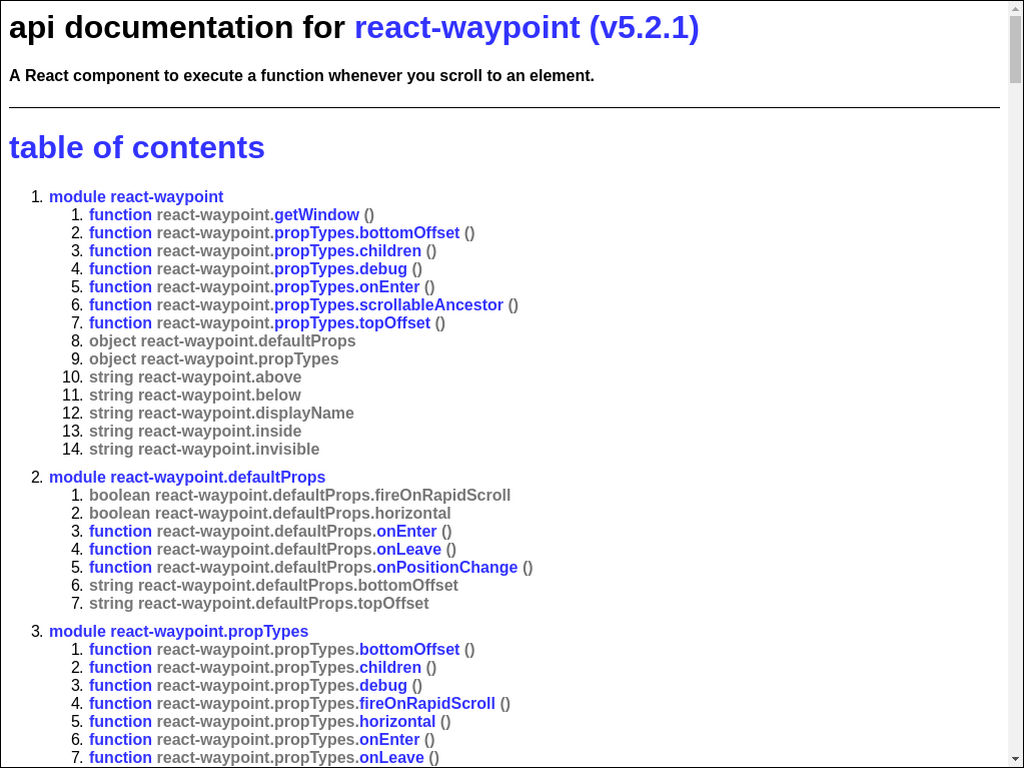 api documentation for react-waypoint (v5.2.1)
A React component to execute a function whenever you scroll to an element.
table of contents
1. module react-waypoint
1. function react-waypoint.getWindow ()
2. function react-waypoint.propTypes.bottomOffset ()
3. function react-waypoint.propTypes.children ()
4. function react-waypoint.propTypes.debug ()
5. function react-waypoint.propTypes.onEnter ()
6. function react-waypoint.propTypes.scrollableAncestor ()
7. function react-waypoint.propTypes.topOffset ()
8. object react-waypoint.defaultProps
9. object react-waypoint.propTypes
10. string react-waypoint.above
11. string react-waypoint.below
12. string react-waypoint.displayName
13. string react-waypoint.inside
14. string react-waypoint.invisible
2. module react-waypoint.defaultProps
1. boolean react-waypoint.defaultProps.fireOnRapidScroll
2. boolean react-waypoint.defaultProps.horizontal
3. function react-waypoint.defaultProps.onEnter ()
4. function react-waypoint.defaultProps.onLeave ()
5. function react-waypoint.defaultProps.onPositionChange ()
6. string react-waypoint.defaultProps.bottomOffset
7. string react-waypoint.defaultProps.topOffset
3. module react-waypoint.propTypes
1. function react-waypoint.propTypes.bottomOffset ()
2. function react-waypoint.propTypes.children ()
3. function react-waypoint.propTypes.debug ()
4. function react-waypoint.propTypes.fireOnRapidScroll ()
5. function react-waypoint.propTypes.horizontal ()
6. function react-waypoint.propTypes.onEnter ()
7. function react-waypoint.propTypes.onLeave ()